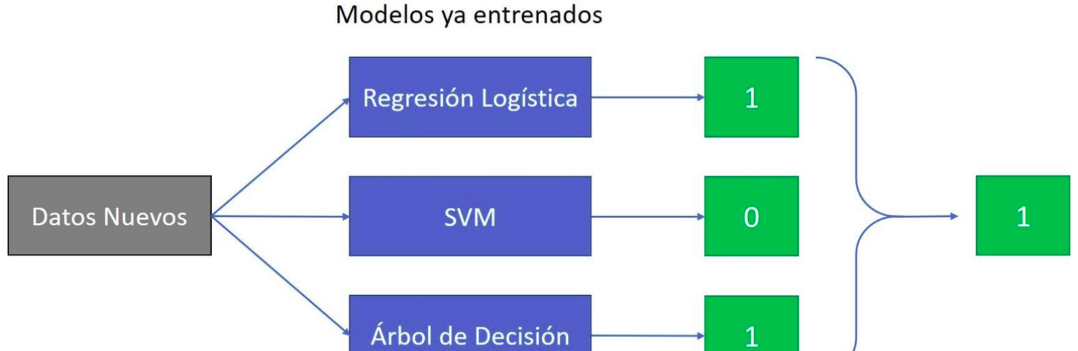 Modelos ya entrenados
Regresión Logística
1
Datos Nuevos
SVM
0
1
Árbol de Decisión
1